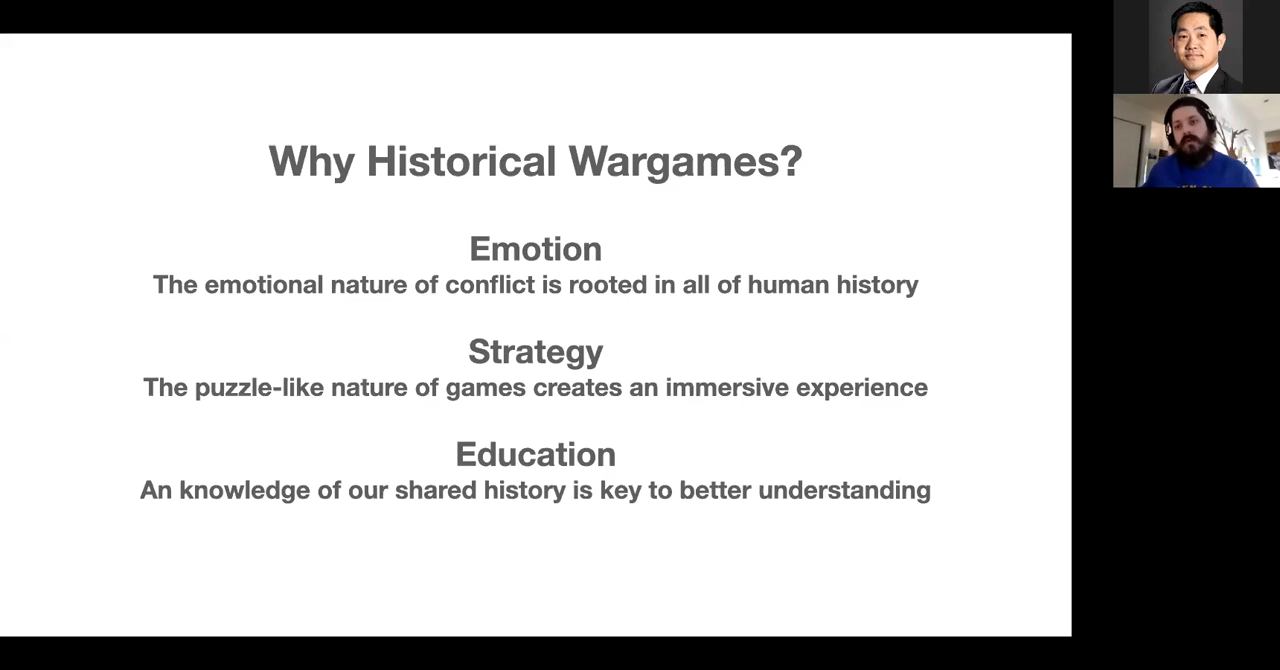 Why Historical Wargames?
Emotion
The emotional nature of conflict is rooted in all of human history
Strategy
The puzzle-like nature of games creates an immersive experience
Education
An knowledge of our shared history is key to better understanding